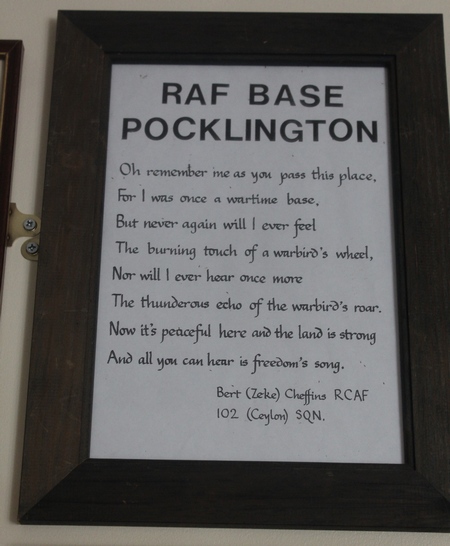 RAF BASE
POCKLINGTON
Oh remember me as you pass this place,
For I was once a wartime base,
But never again will I ever feel
The burning touch of a warbird's wheel,
Nor will I ever hear once more
The thunderous echo of the warbird's roar.
Now it's peaceful here and the land is strong
And all you can hear is freedom's song.
Bert (Zeke) Cheffins RCAF
102 (Ceylon) SQN.